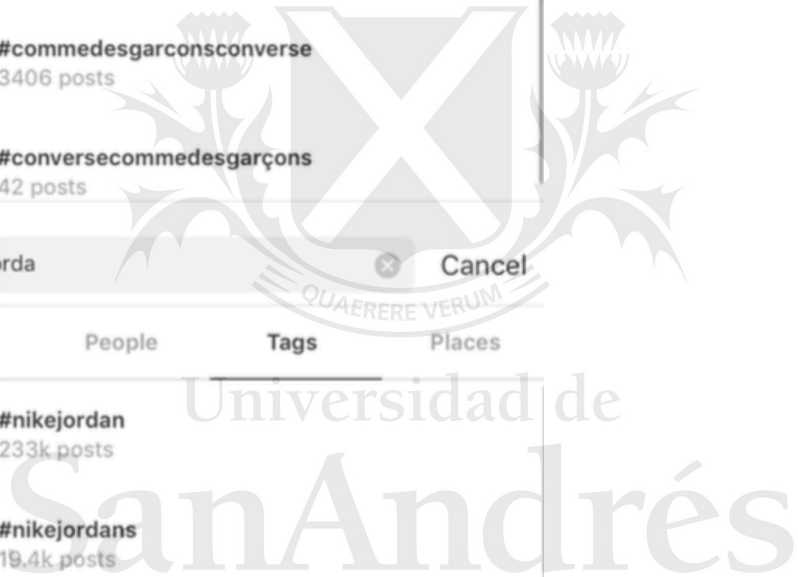 #commedesgarconsconverse
3406 posts
#conversecommedesgarçons
42 posts
orda
Cancel
QUAERERE VERUM
People Tags Places
Universidad de
#nikejordan
233k posts
SanAndrés
#nikejordans
19.4k posts